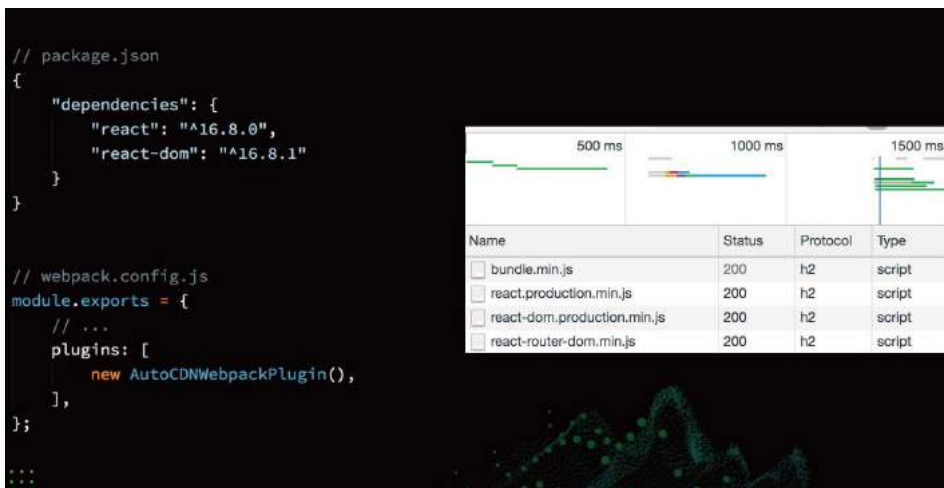 // package.json
{
"dependencies": {
"react": "^16.8.0",
"react-dom": "^16.8.1"
}
}
// webpack.config.js
module.exports = {
// ...
plugins: [
new AutoCDNWebpackPlugin(),
],
};
500 ms 1000 ms 1500 ms
Name Status Protocol Type
bundle.min.js 200 h2 script
react.production.min.js 200 h2 script
react-dom.production.min.js 200 h2 script
react-router-dom.min.js 200 h2 script